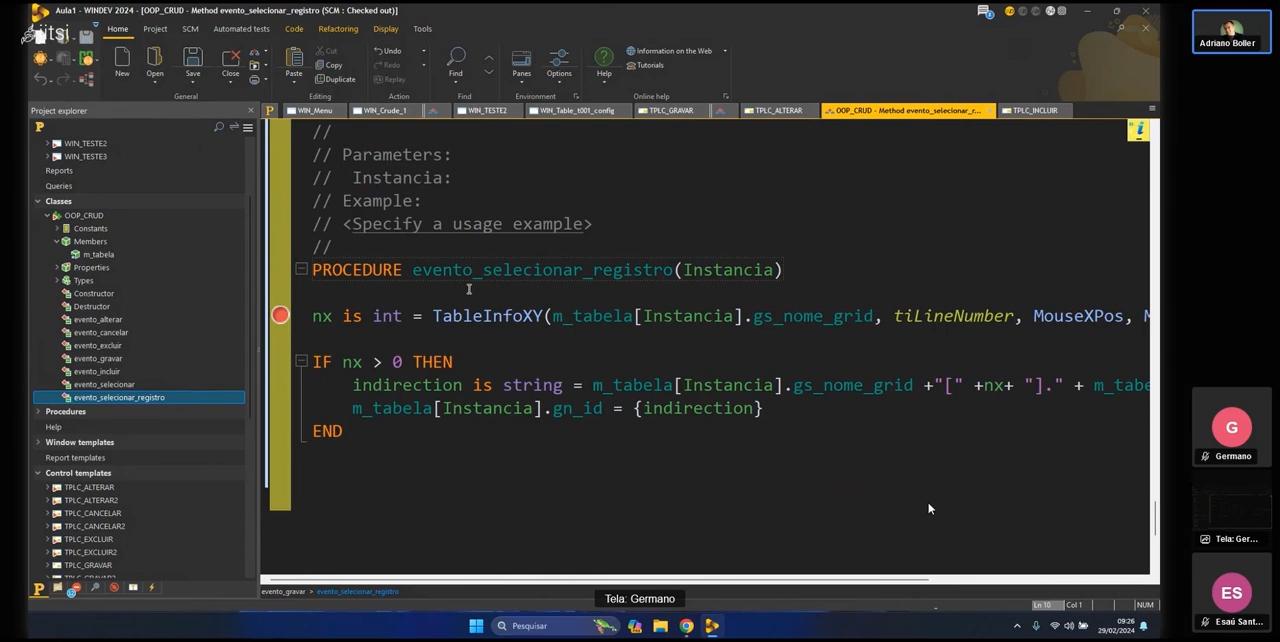 Aula1 - WINDEV 2024 - [OOP_CRUD - Method evento_selecionar_registro (SCM : Checked out)]
jitsi
Home Project SCM Automated tests Code Refactoring Display Tools
New Open Save Close
General
Paste
Cut
Copy
Duplicate
Editing
Undo
Redo
Replay
Action
Find
Find
Panes Options
Environment
Help
Information on the Web
Tutorials
Online help
Project explorer
WIN_Menu WIN_Crude_1 WIN_TESTE2 WIN_Table_t001_config TPLC_GRAVAR TPLC_ALTERAR OOP_CRUD - Method evento_selecionar_r... TPLC_INCLUIR
WIN_TESTE2
WIN_TESTE3
Reports
Queries
Classes
OOP_CRUD
Constants
Members
m_tabela
Properties
Types
Constructor
Destructor
evento_alterar
evento_cancelar
evento_excluir
evento_gravar
evento_incluir
evento_selecionar
evento_selecionar_registro
Procedures
Help
Window templates
Report templates
Control templates
TPLC_ALTERAR
TPLC_ALTERAR2
TPLC_CANCELAR
TPLC_CANCELAR2
TPLC_EXCLUIR
TPLC_EXCLUIR2
TPLC_GRAVAR
//
// Parameters:
// Instancia:
// Example:
// <Specify a usage example>
//
PROCEDURE evento_selecionar_registro(Instancia)
nx is int = TableInfoXY(m_tabela[Instancia].gs_nome_grid, tiLineNumber, MouseXPos, M
IF nx > 0 THEN
indirection is string = m_tabela[Instancia].gs_nome_grid +"[" +nx+ "]." + m_tabe
m_tabela[Instancia].gn_id = {indirection}
END
evento_gravar > evento_selecionar_registro
Ln 10 Col 1 NUM
Tela: Germano
Pesquisar
09:26
29/02/2024
Adriano Boller
G
Germano
Tela: Ger...
ES
Esaú Sant...